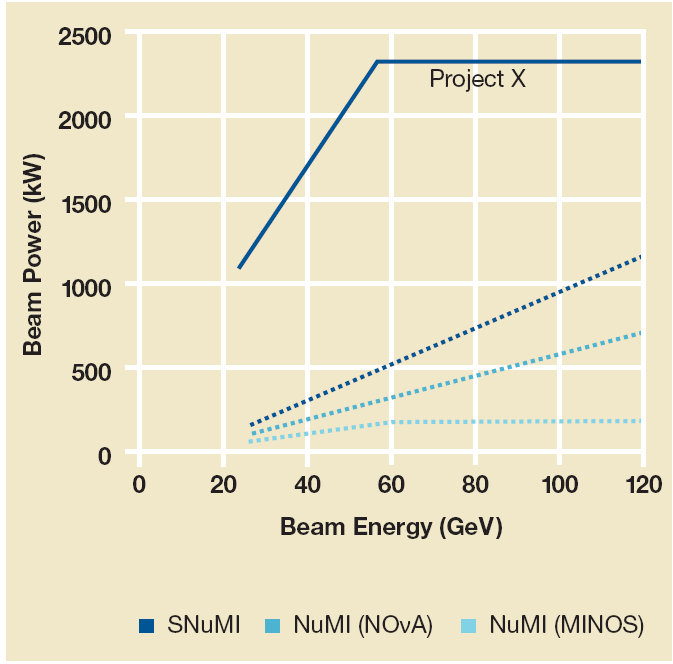 2500
2000
1500
1000
500
0
Beam Power (kW)
Project X
0 20 40 60 80 100 120
Beam Energy (GeV)
SNuMI NuMI (NOνA) NuMI (MINOS)